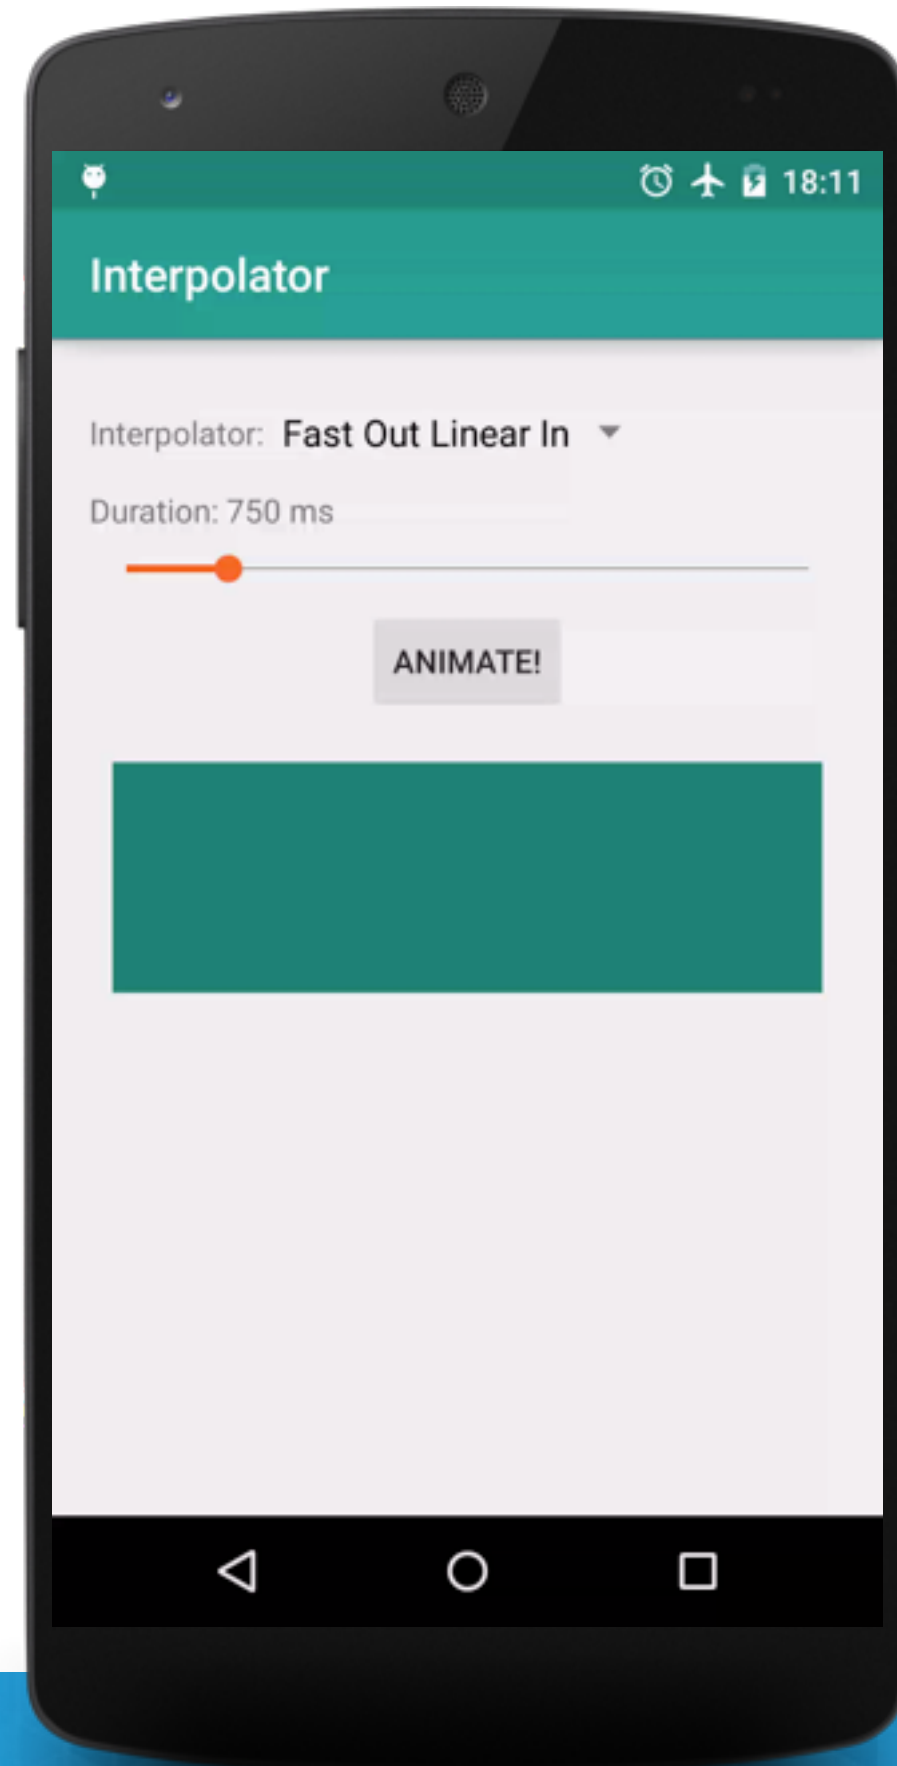 18:11
Interpolator
Interpolator: Fast Out Linear In
Duration: 750 ms
ANIMATE!